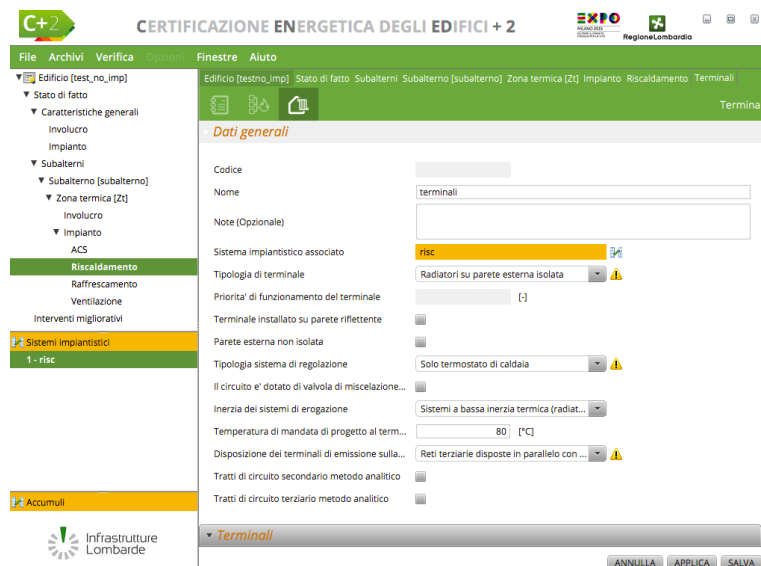 C+2
CERTIFICAZIONE ENERGETICA DEGLI EDIFICI + 2
EXPO
MILANO 2015
RegioneLombardia
File Archivi Verifica Opzioni Finestre Aiuto
Edificio [test_no_imp]
Stato di fatto
Caratteristiche generali
Involucro
Impianto
Subalterni
Subalterno [subalterno]
Zona termica [Zt]
Involucro
Impianto
ACS
Riscaldamento
Raffrescamento
Ventilazione
Interventi migliorativi
Sistemi impiantistici
1 - risc
Accumuli
Infrastrutture
Lombarde
Edificio [testno_imp] Stato di fatto Subalterni Subalterno [subalterno] Zona termica [Zt] Impianto Riscaldamento Terminali
Termina
Dati generali
Codice
Nome terminali
Note (Opzionale)
Sistema impiantistico associato risc
Tipologia di terminale Radiatori su parete esterna isolata
Priorita' di funzionamento del terminale [-]
Terminale installato su parete riflettente
Parete esterna non isolata
Tipologia sistema di regolazione Solo termostato di caldaia
Il circuito e' dotato di valvola di miscelazione...
Inerzia dei sistemi di erogazione Sistemi a bassa inerzia termica (radiat...
Temperatura di mandata di progetto al term... 80 [°C]
Disposizione dei terminali di emissione sulla... Reti terziarie disposte in parallelo con ...
Tratti di circuito secondario metodo analitico
Tratti di circuito terziario metodo analitico
Terminali
ANNULLA APPLICA SALVA